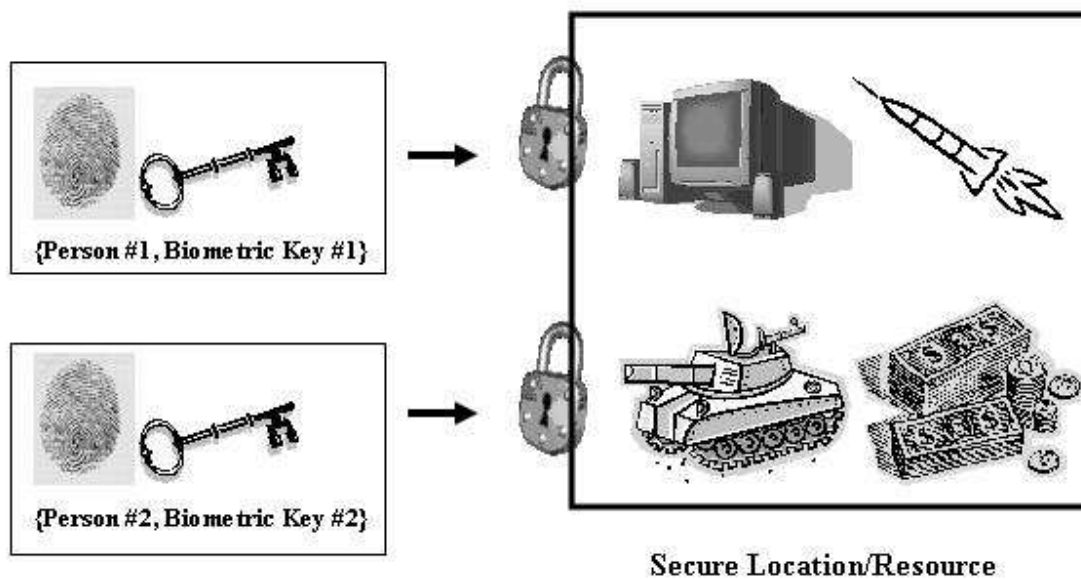 {Person #1, Biometric Key #1}
{Person #2, Biometric Key #2}
Secure Location/Resource